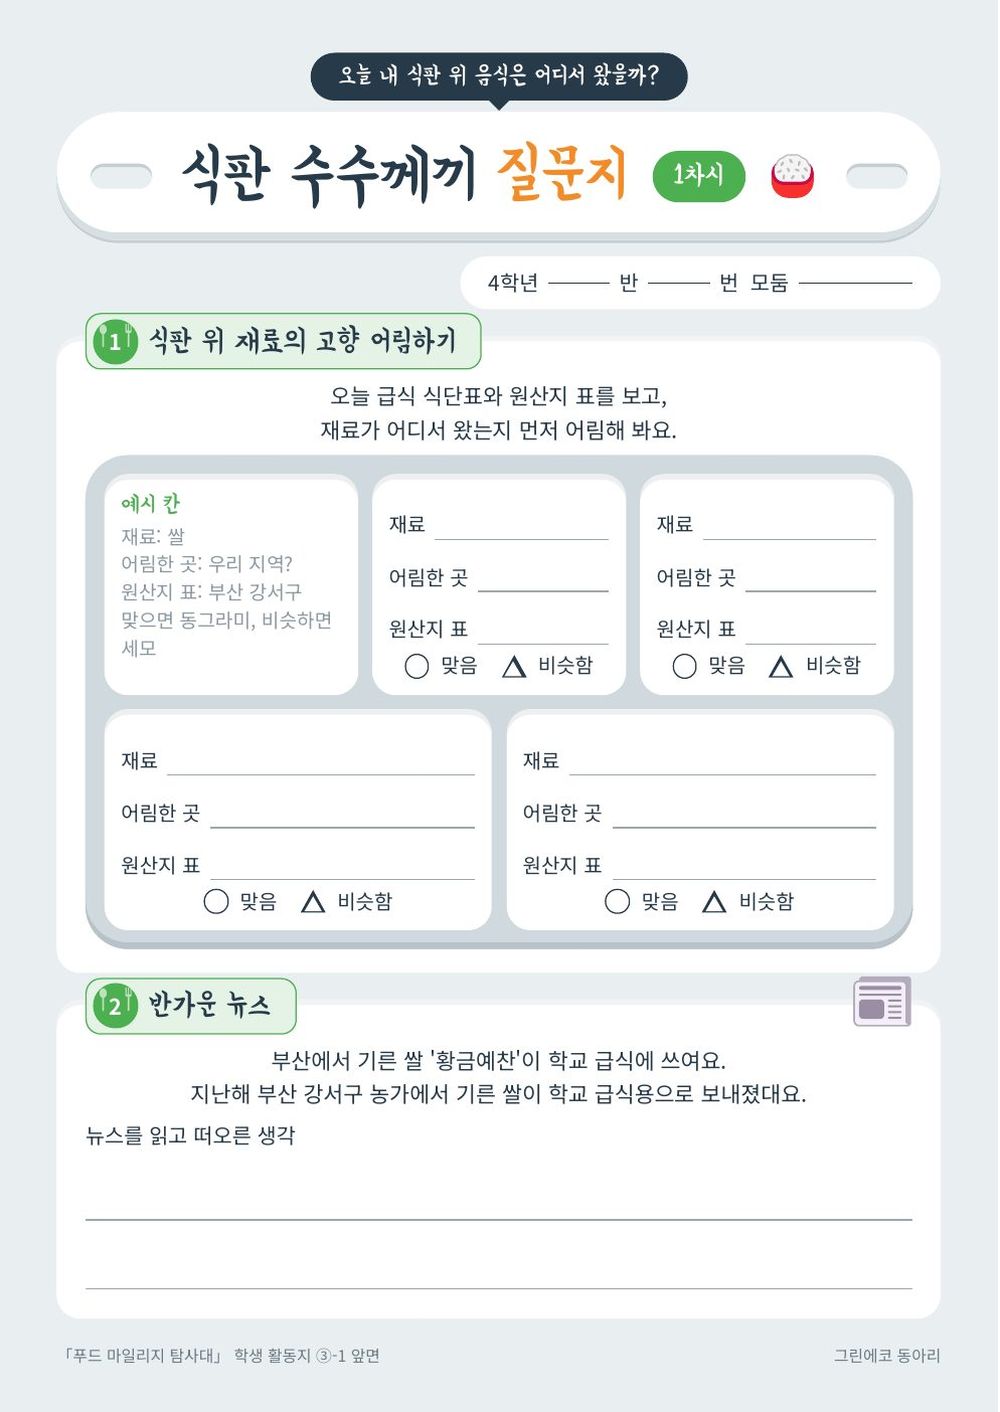 오늘 내 식판 위 음식은 어디서 왔을까?
식판 수수께끼 질문지 1차시
4학년 반 번 모둠
1 식판 위 재료의 고향 어림하기
오늘 급식 식단표와 원산지 표를 보고,
재료가 어디서 왔는지 먼저 어림해 봐요.
예시 칸
재료: 쌀
어림한 곳: 우리 지역?
원산지 표: 부산 강서구
맞으면 동그라미, 비슷하면
세모
재료
어림한 곳
원산지 표
맞음 비슷함
재료
어림한 곳
원산지 표
맞음 비슷함
재료
어림한 곳
원산지 표
맞음 비슷함
재료
어림한 곳
원산지 표
맞음 비슷함
2 반가운 뉴스
부산에서 기른 쌀 '황금예찬'이 학교 급식에 쓰여요.
지난해 부산 강서구 농가에서 기른 쌀이 학교 급식용으로 보내졌대요.
뉴스를 읽고 떠오른 생각
「푸드 마일리지 탐사대」 학생 활동지 ③-1 앞면
그린에코 동아리